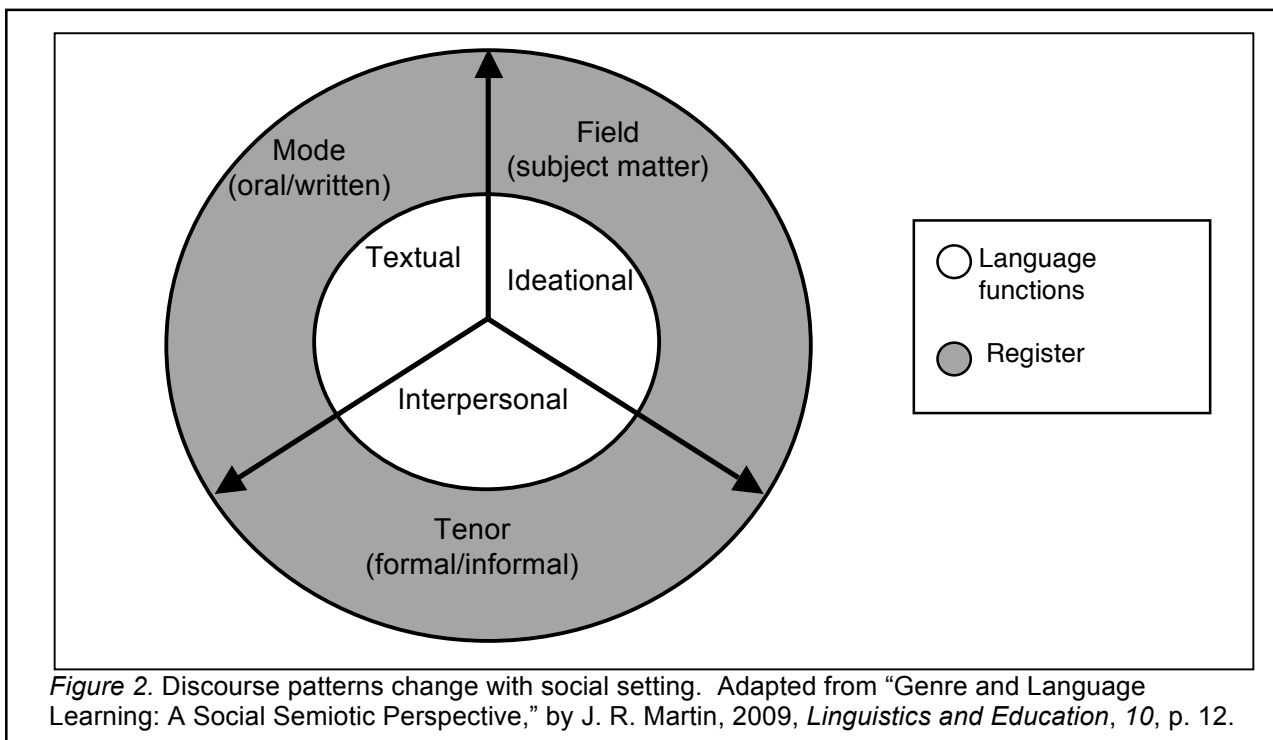 Mode
(oral/written)
Field
(subject matter)
Textual
Ideational
Interpersonal
Tenor
(formal/informal)
Language
functions
Register
Figure 2. Discourse patterns change with social setting.  Adapted from “Genre and Language
Learning: A Social Semiotic Perspective,” by J. R. Martin, 2009, Linguistics and Education, 10, p. 12.